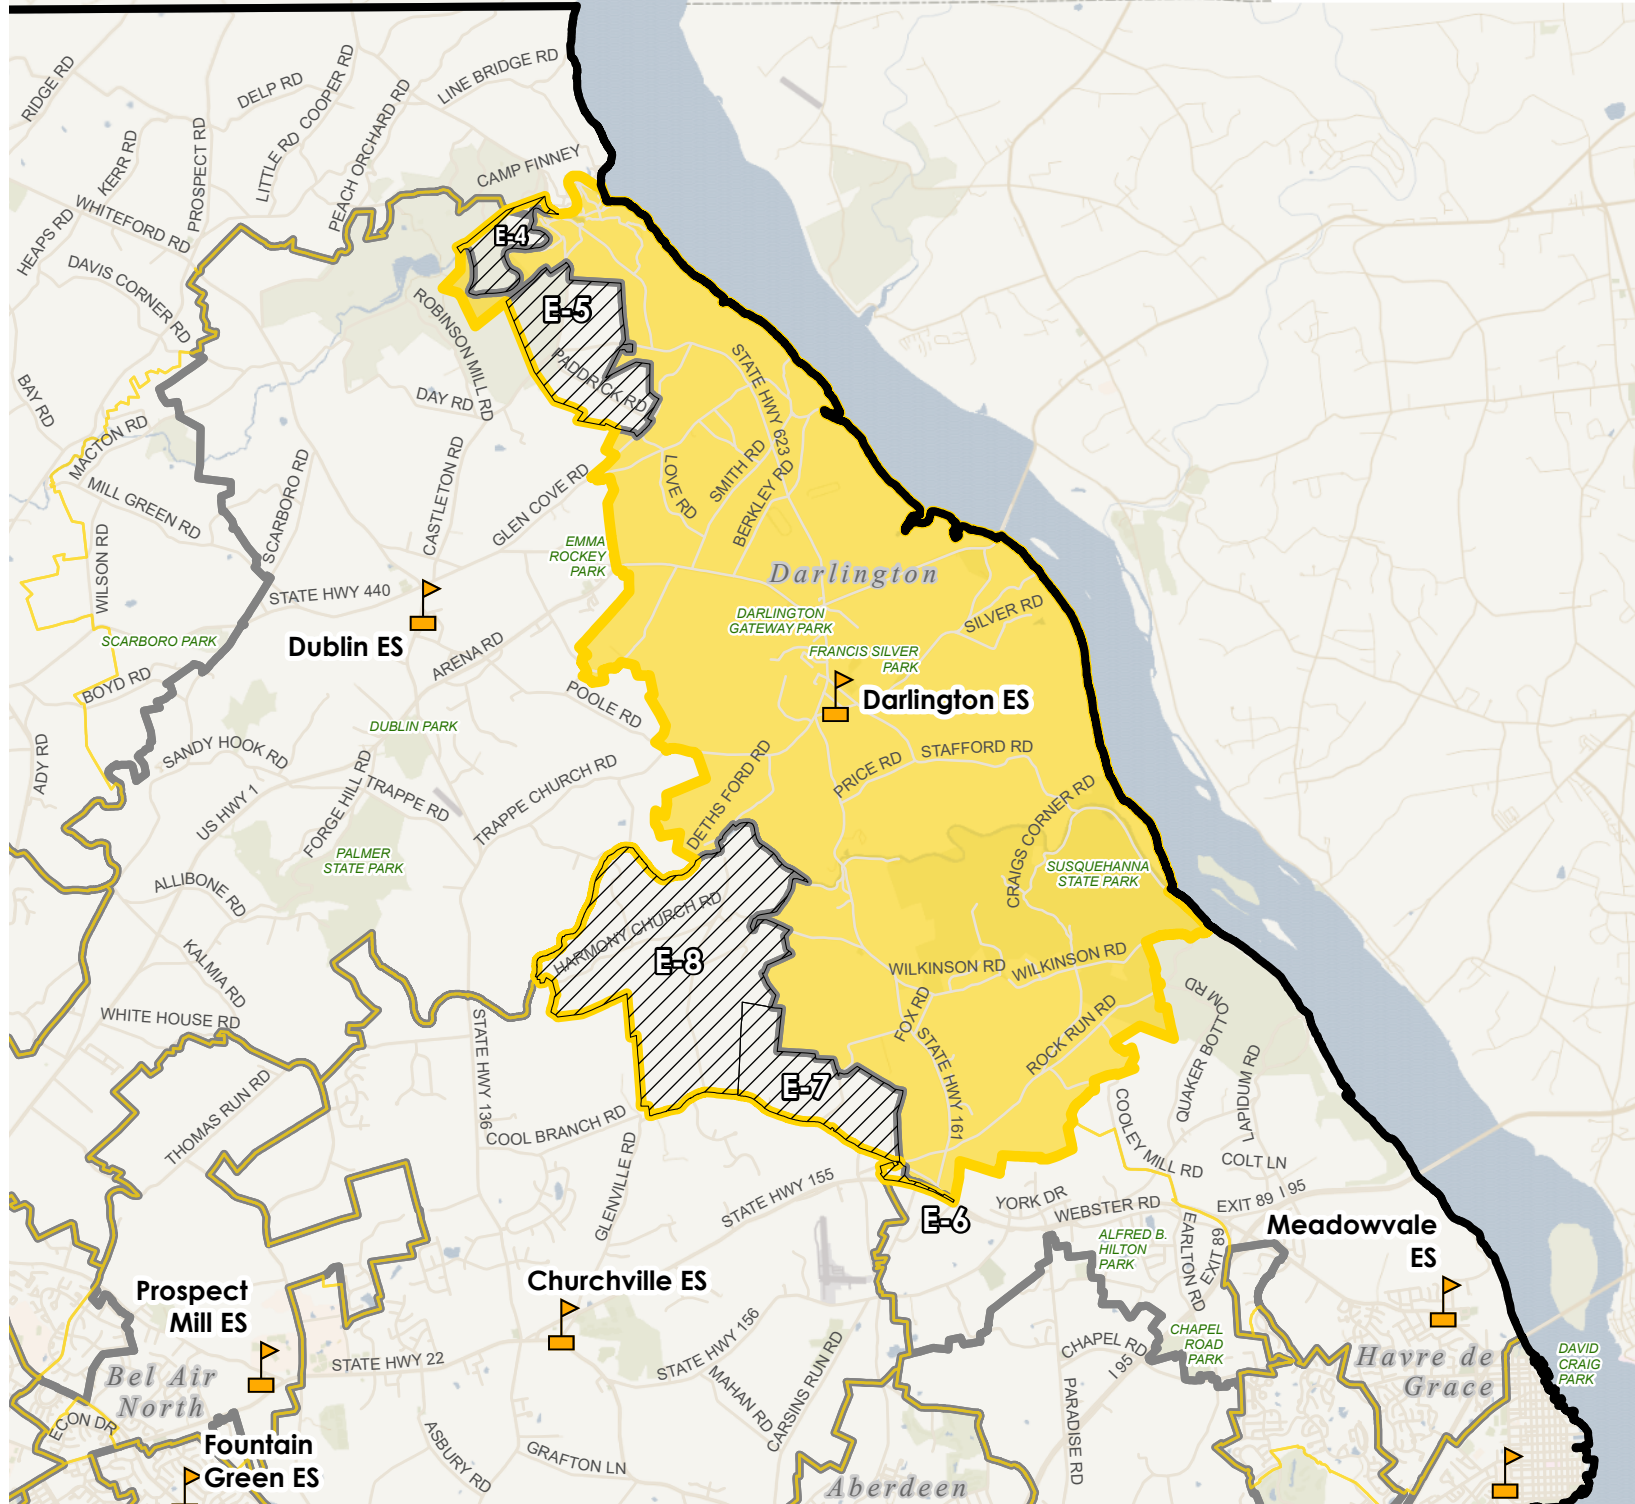 RIDGE RD
DELP RD
LITTLE RD
COOPER RD
PEACH ORCHARD RD
LINE BRIDGE RD
KERR RD
PROSPECT RD
CAMP FINNEY
HEAPS RD
WHITEFORD RD
DAVIS CORNER RD
E-4
E-5
ROBINSON MILL RD
PADDRICK RD
STATE HWY 623
BAY RD
DAY RD
MACTON RD
MILL GREEN RD
SCARBORO RD
CASTLETON RD
GLEN COVE RD
LOVE RD
SMITH RD
BERKLEY RD
WILSON RD
EMMA
ROCKEY
PARK
Darlington
STATE HWY 440
DARLINGTON
GATEWAY PARK
SILVER RD
SCARBORO PARK
Dublin ES
ARENA RD
FRANCIS SILVER
PARK
BOYD RD
POOLE RD
Darlington ES
DUBLIN PARK
ADY RD
SANDY HOOK RD
STAFFORD RD
PRICE RD
DETHS FORD RD
US HWY 1
FORGE HILL RD
TRAPPE RD
TRAPPE CHURCH RD
CRAIGS CORNER RD
PALMER
STATE PARK
SUSQUEHANNA
STATE PARK
ALLIBONE RD
HARMONY CHURCH RD
E-8
KALMIA RD
WILKINSON RD
WILKINSON RD
WHITE HOUSE RD
STATE HWY 136
FOX RD
STATE HWY 161
ROCK RUN RD
QUAKER BOTTOM RD
LAPIDUM RD
E-7
THOMAS RUN RD
COOL BRANCH RD
GLENVILLE RD
COOLEY MILL RD
COLT LN
STATE HWY 155
YORK DR
WEBSTER RD
EXIT 89
I 95
E-6
ALFRED B.
HILTON
PARK
EARLTON RD
EXIT 89
Meadowvale
ES
Prospect
Mill ES
Churchville ES
STATE HWY 156
CHAPEL RD
I 95
CHAPEL
ROAD
PARK
DAVID
CRAIG
PARK
Bel Air
North
STATE HWY 22
MAHAN RD
CARSINS RUN RD
PARADISE RD
Havre de
Grace
ECON DR
Fountain
Green ES
ASBURY RD
GRAFTON LN
Aberdeen